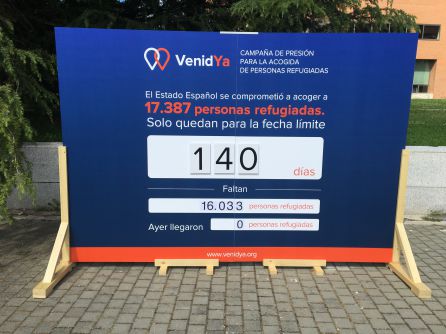 VenidYa
CAMPAÑA DE PRESIÓN
PARA LA ACOGIDA
DE PERSONAS REFUGIADAS
El Estado Español se comprometió a acoger a
17.387 personas refugiadas.
Solo quedan para la fecha límite
140 días
Faltan
16.033 personas refugiadas
Ayer llegaron 0 personas refugiadas
www.venidya.org